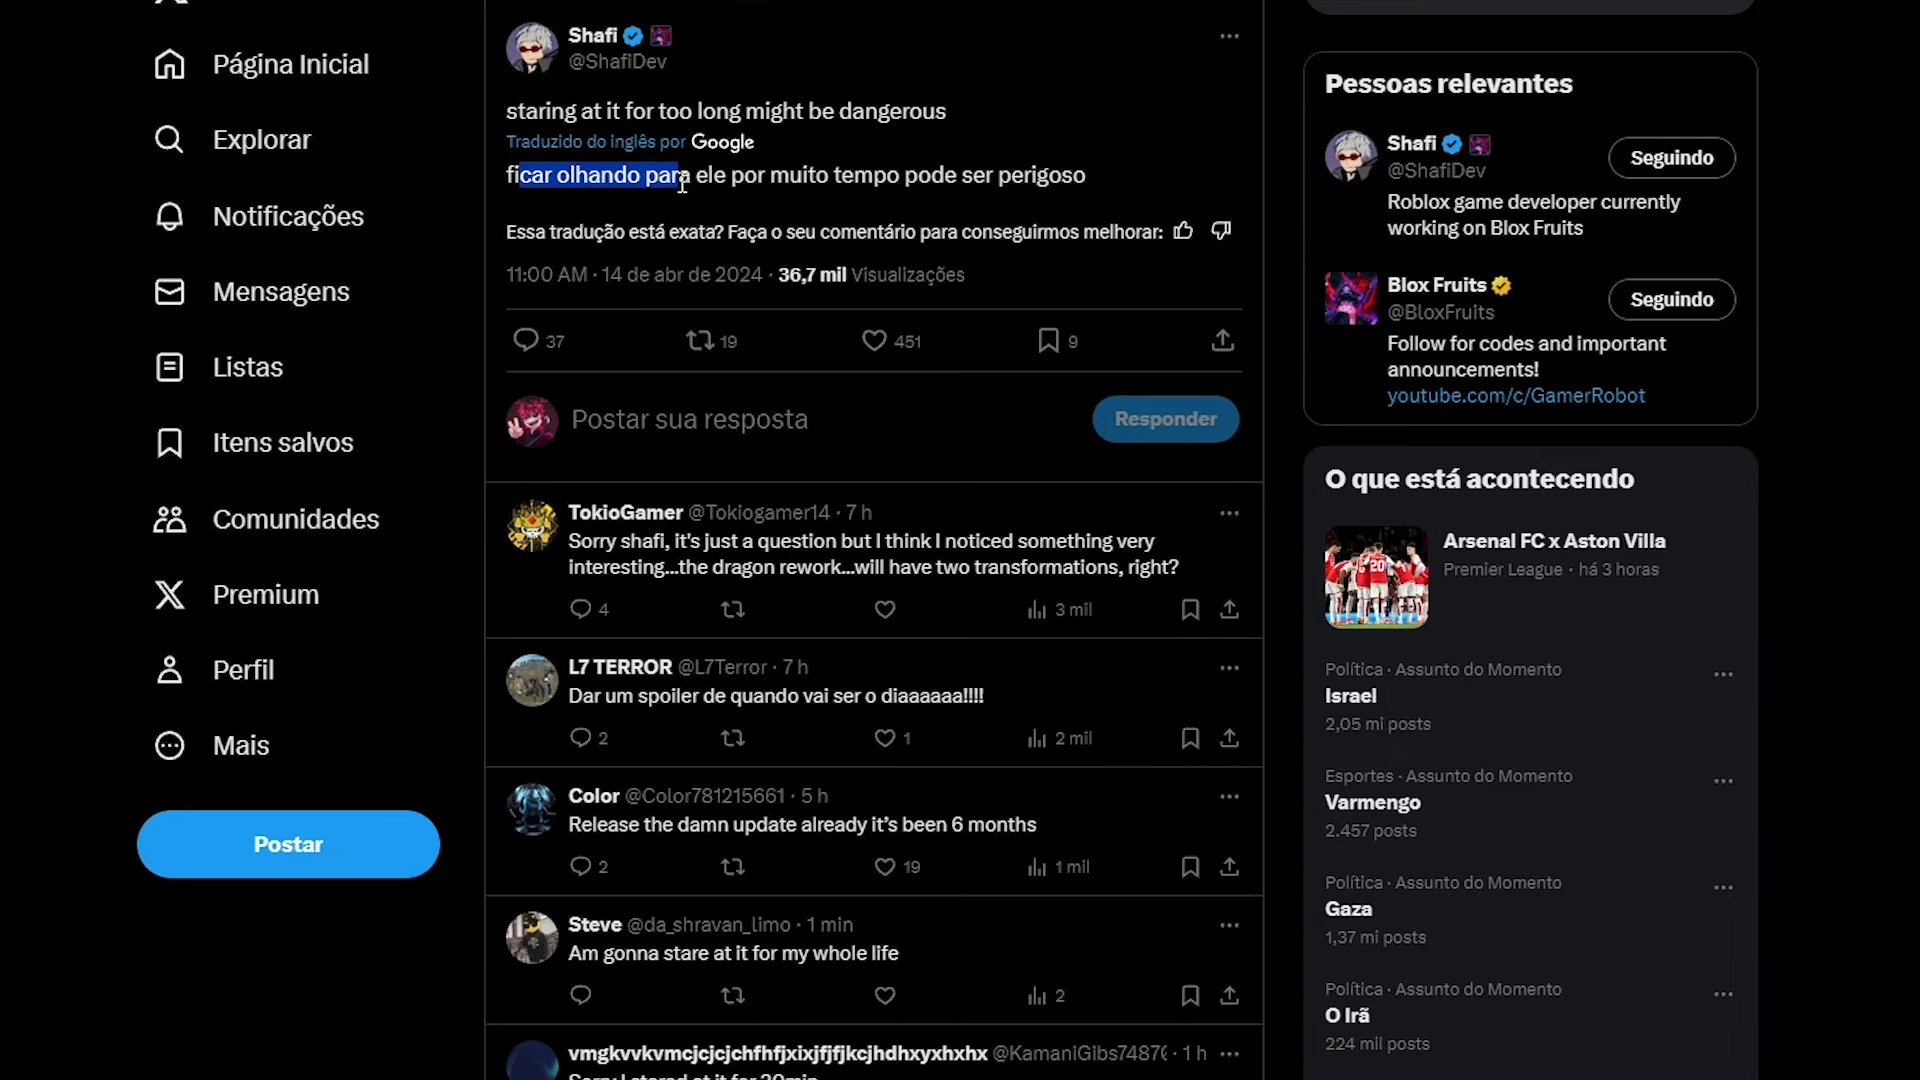 Página Inicial
Explorar
Notificações
Mensagens
Listas
Itens salvos
Comunidades
Premium
Perfil
Mais
Postar
Shafi
@ShafiDev
staring at it for too long might be dangerous
Traduzido do inglês por Google
ficar olhando para ele por muito tempo pode ser perigoso
Essa tradução está exata? Faça o seu comentário para conseguirmos melhorar:
11:00 AM · 14 de abr de 2024 · 36,7 mil Visualizações
37 19 451 9
Postar sua resposta
Responder
TokioGamer @Tokiogamer14 · 7 h
Sorry shafi, it's just a question but I think I noticed something very
interesting...the dragon rework...will have two transformations, right?
4 3 mil
L7 TERROR @L7Terror · 7 h
Dar um spoiler de quando vai ser o diaaaaaa!!!!
2 1 2 mil
Color @Color781215661 · 5 h
Release the damn update already it’s been 6 months
2 19 1 mil
Steve @da_shravan_limo · 1 min
Am gonna stare at it for my whole life
2
· 1 h
Pessoas relevantes
Shafi
@ShafiDev
Seguindo
Roblox game developer currently
working on Blox Fruits
Blox Fruits
@BloxFruits
Seguindo
Follow for codes and important
announcements!
youtube.com/c/GamerRobot
O que está acontecendo
Arsenal FC x Aston Villa
Premier League · há 3 horas
Política · Assunto do Momento
Israel
2,05 mi posts
Esportes · Assunto do Momento
Varmengo
2.457 posts
Política · Assunto do Momento
Gaza
1,37 mi posts
Política · Assunto do Momento
O Irã
224 mil posts